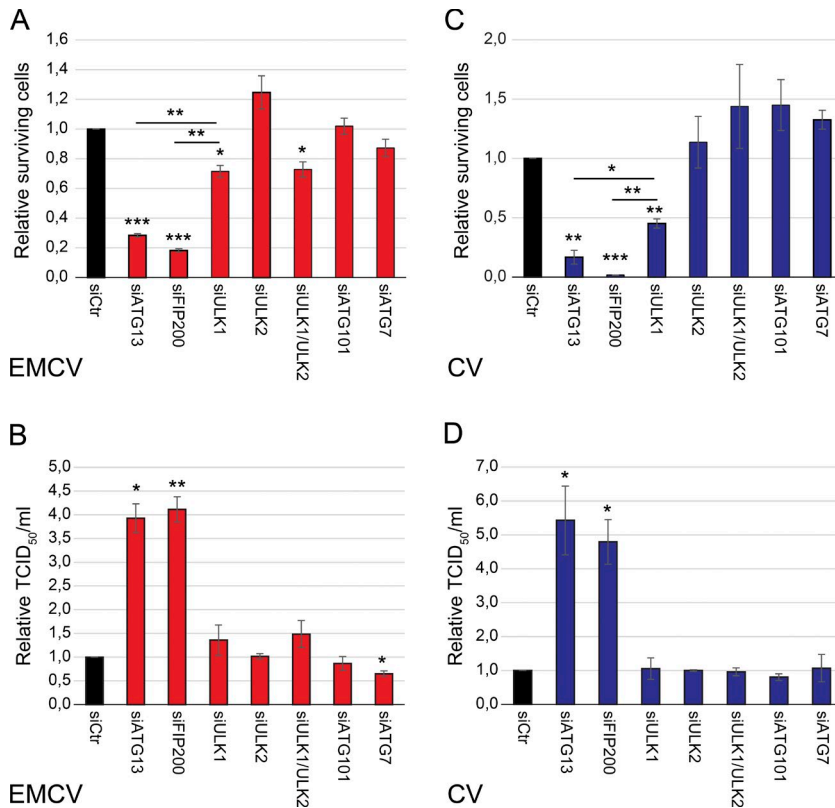 A
Relative surviving cells
1,6
1,4
1,2
1,0
0,8
0,6
0,4
0,2
0,0
**
**
***
***
*
*
siCtr
siATG13
siFIP200
siULK1
siULK2
siULK1/ULK2
siATG101
siATG7
EMCV
C
Relative surviving cells
2,0
1,5
1,0
0,5
0,0
*
**
**
***
**
siCtr
siATG13
siFIP200
siULK1
siULK2
siULK1/ULK2
siATG101
siATG7
CV
B
Relative TCID50/ml
5,0
4,5
4,0
3,5
3,0
2,5
2,0
1,5
1,0
0,5
0,0
*
**
*
siCtr
siATG13
siFIP200
siULK1
siULK2
siULK1/ULK2
siATG101
siATG7
EMCV
D
Relative TCID50/ml
7,0
6,0
5,0
4,0
3,0
2,0
1,0
0,0
*
*
siCtr
siATG13
siFIP200
siULK1
siULK2
siULK1/ULK2
siATG101
siATG7
CV